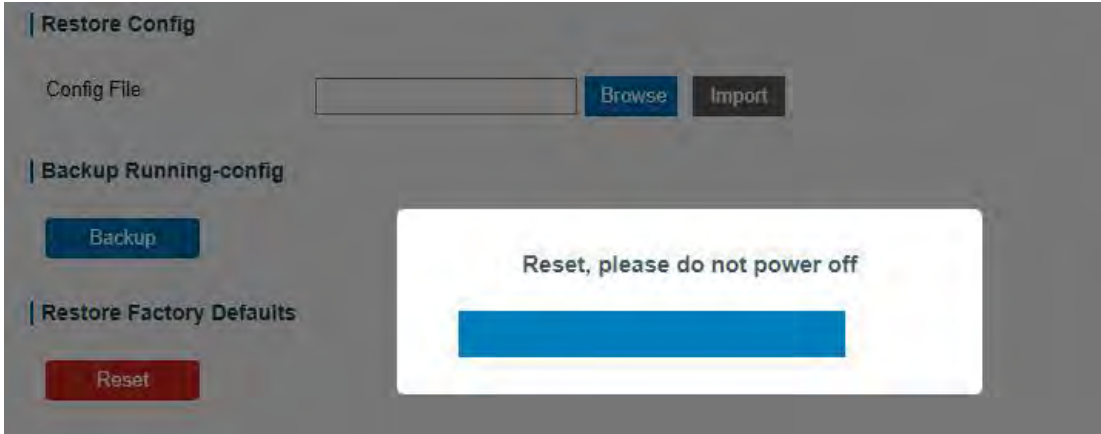 Restore Config
Config File
Browse
Import
Backup Running-config
Backup
Reset, please do not power off
Restore Factory Defaults
Reset